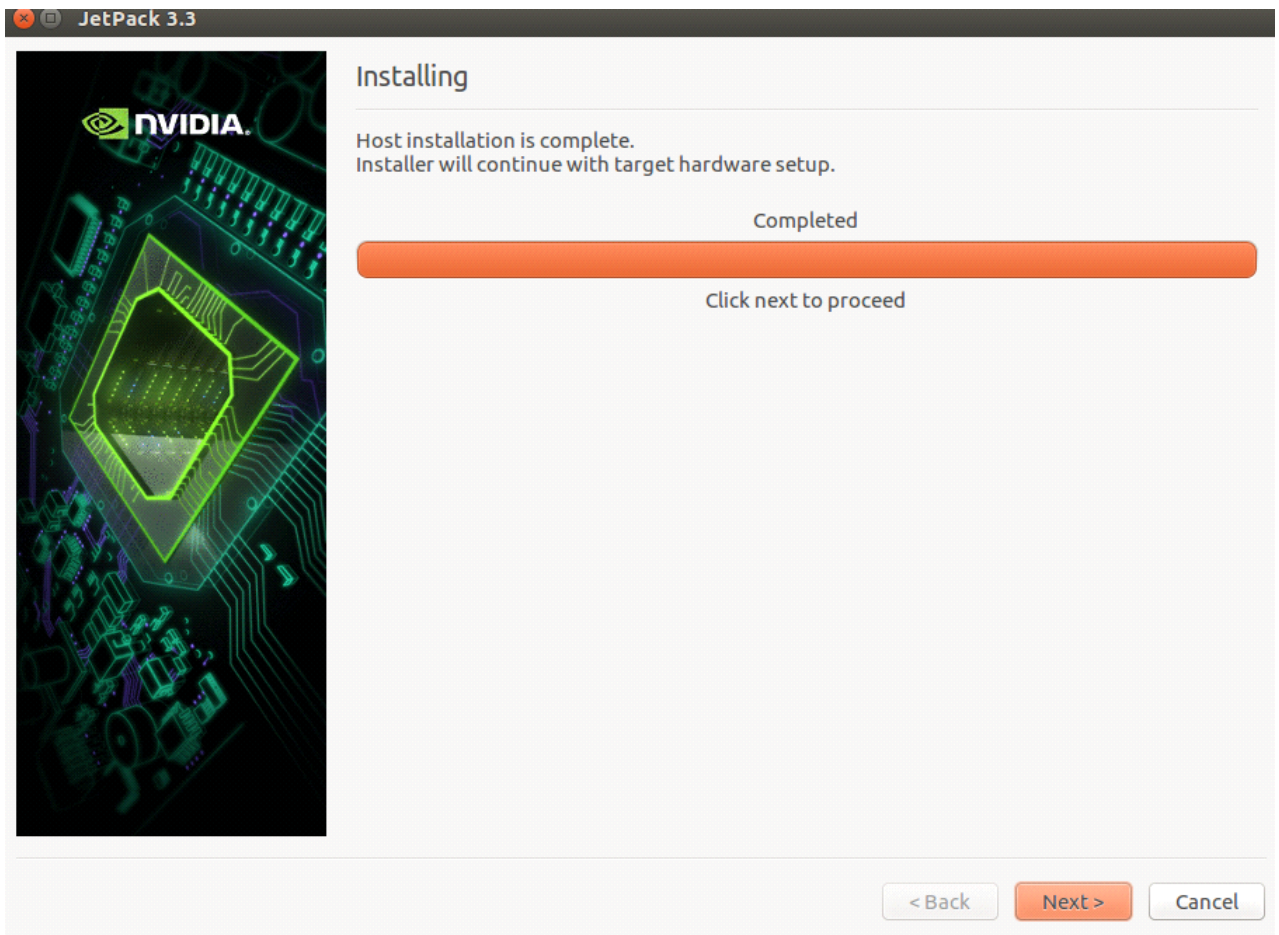 JetPack 3.3
NVIDIA.
Installing
Host installation is complete.
Installer will continue with target hardware setup.
Completed
Click next to proceed
< Back
Next >
Cancel